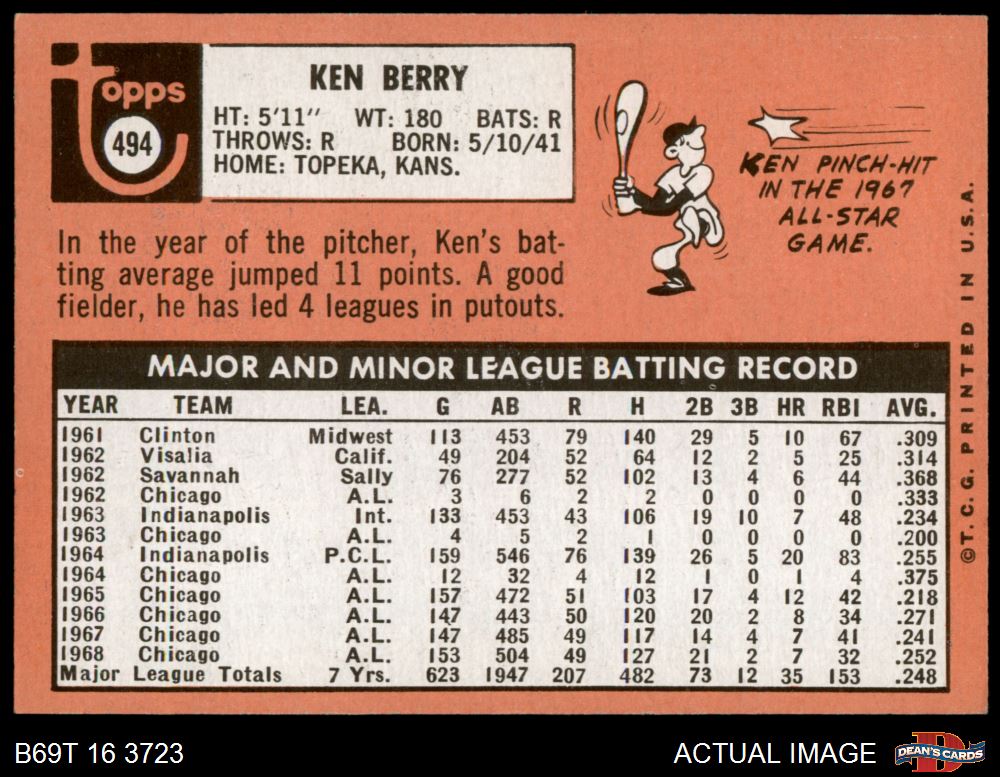 topps
494
KEN BERRY
HT: 5'11" WT: 180 BATS: R
THROWS: R BORN: 5/10/41
HOME: TOPEKA, KANS.
KEN PINCH-HIT
IN THE 1967
ALL-STAR
GAME.
In the year of the pitcher, Ken's bat-
ting average jumped 11 points. A good
fielder, he has led 4 leagues in putouts.
MAJOR AND MINOR LEAGUE BATTING RECORD
YEAR TEAM LEA. G AB R H 2B 3B HR RBI AVG.
1961 Clinton Midwest 113 453 79 140 29 5 10 67 .309
1962 Visalia Calif. 49 204 52 64 12 2 5 25 .314
1962 Savannah Sally 76 277 52 102 13 4 6 44 .368
1962 Chicago A.L. 3 6 2 2 0 0 0 0 .333
1963 Indianapolis Int. 133 453 43 106 19 10 7 48 .234
1963 Chicago A.L. 4 5 2 1 0 0 0 0 .200
1964 Indianapolis P.C.L. 159 546 76 139 26 5 20 83 .255
1964 Chicago A.L. 12 32 4 12 1 0 1 4 .375
1965 Chicago A.L. 157 472 51 103 17 4 12 42 .218
1966 Chicago A.L. 147 443 50 120 20 2 8 34 .271
1967 Chicago A.L. 147 485 49 117 14 4 7 41 .241
1968 Chicago A.L. 153 504 49 127 21 2 7 32 .252
Major League Totals 7 Yrs. 623 1947 207 482 73 12 35 153 .248
©T.C.G. PRINTED IN U.S.A.
B69T 16 3723
ACTUAL IMAGE
DEAN'S CARDS